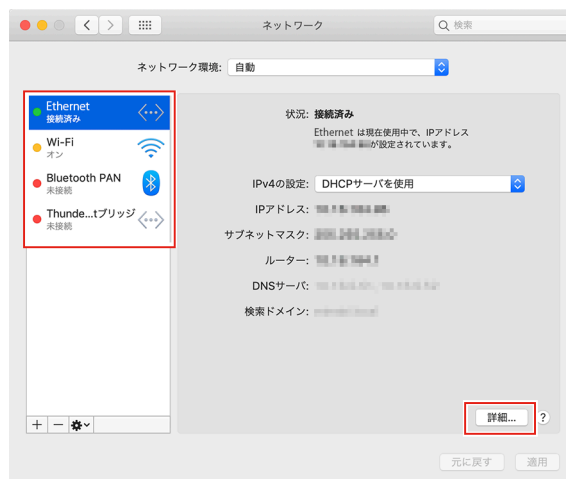 ネットワーク
検索
ネットワーク環境: 自動
Ethernet
接続済み
Wi-Fi
オン
Bluetooth PAN
未接続
Thunde...tブリッジ
未接続
状況: 接続済み
Ethernet は現在使用中で、IPアドレス
が設定されています。
IPv4の設定: DHCPサーバを使用
IPアドレス:
サブネットマスク:
ルーター:
DNSサーバ:
検索ドメイン:
詳細...
?
元に戻す
適用